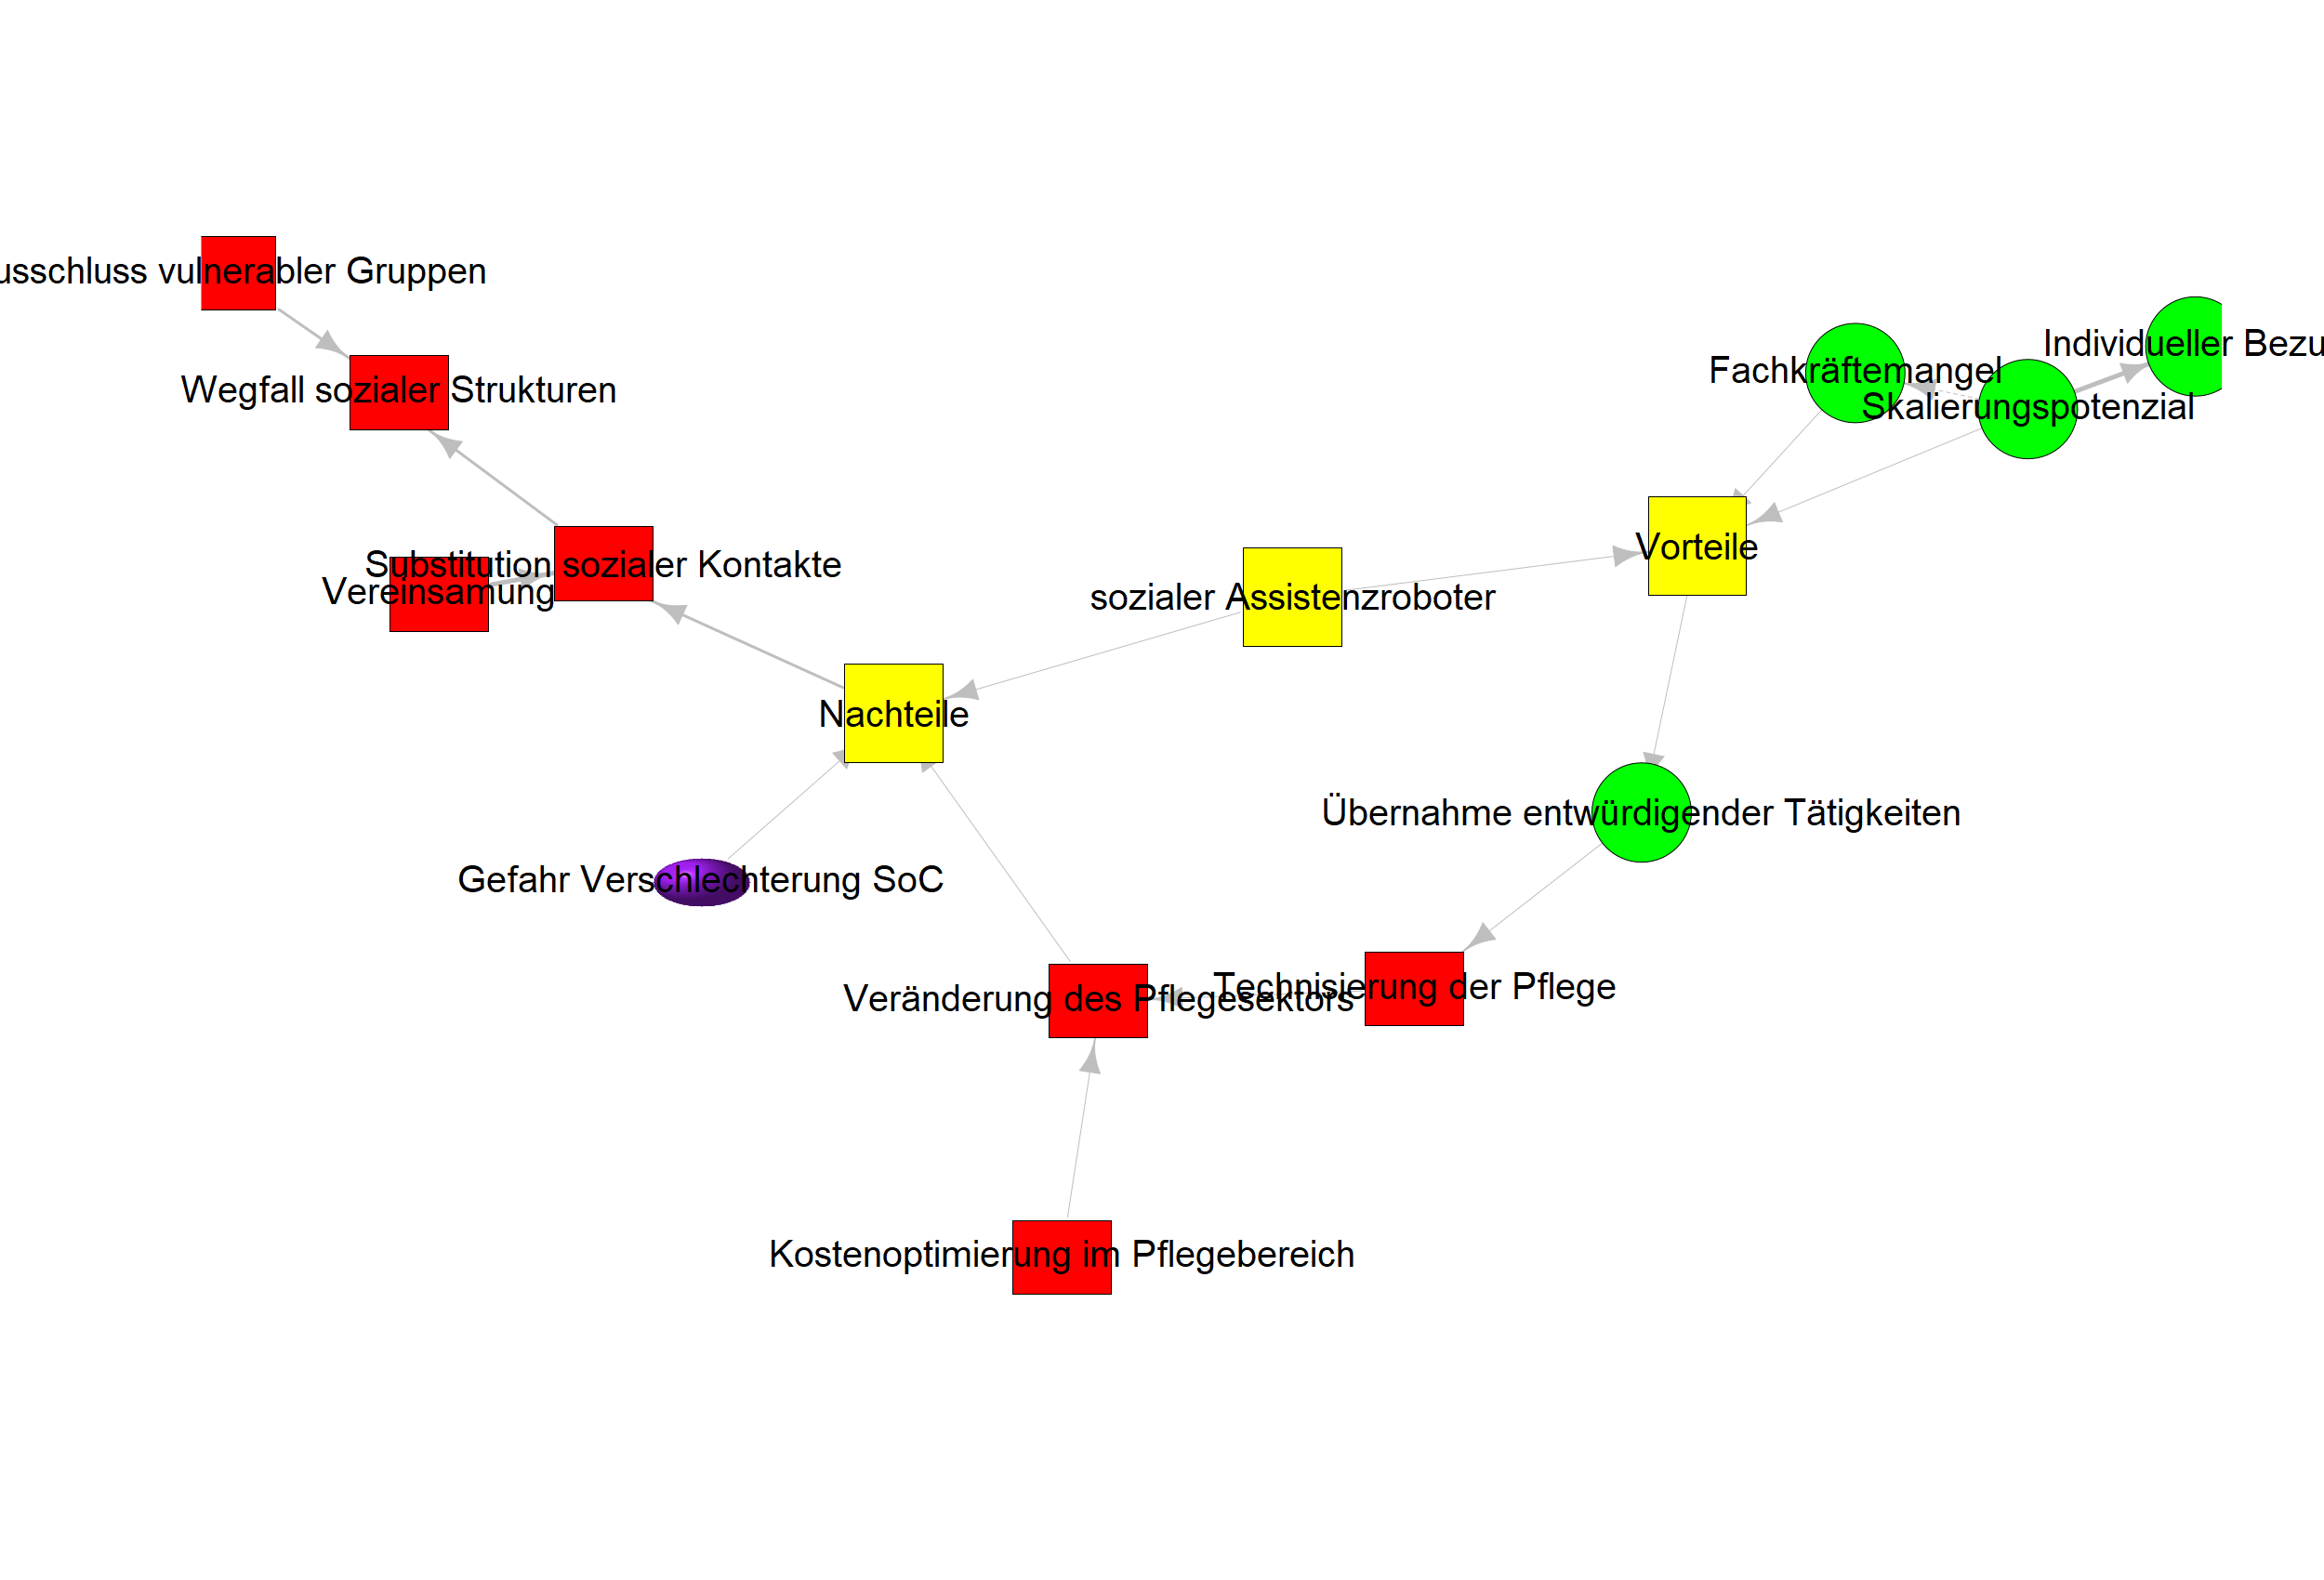 usschluss vulnerabler Gruppen
Individueller Bezu
Fachkräftemangel
Wegfall sozialer Strukturen
Skalierungspotenzial
Vorteile
Substitution sozialer Kontakte
Vereinsamung
sozialer Assistenzroboter
Nachteile
Übernahme entwürdigender Tätigkeiten
Gefahr Verschlechterung SoC
Technisierung der Pflege
Veränderung des Pflegesektors
Kostenoptimierung im Pflegebereich